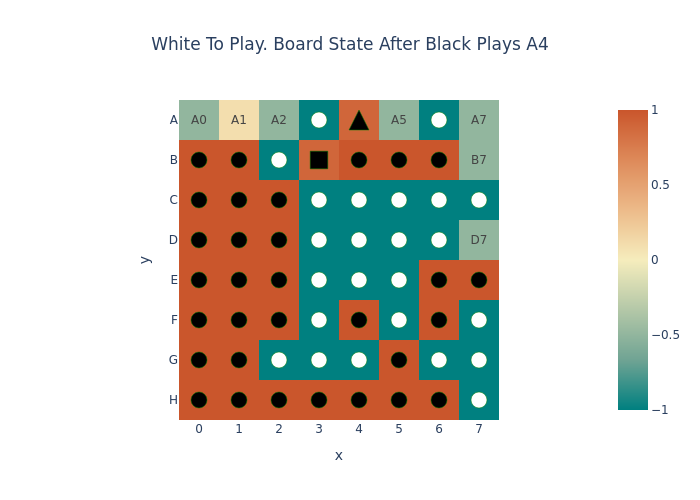 White To Play. Board State After Black Plays A4
A A0 A1 A2 A5 A7
B B7
C
D D7
E
F
G
H
0 1 2 3 4 5 6 7
x
y
1
0.5
0
−0.5
−1